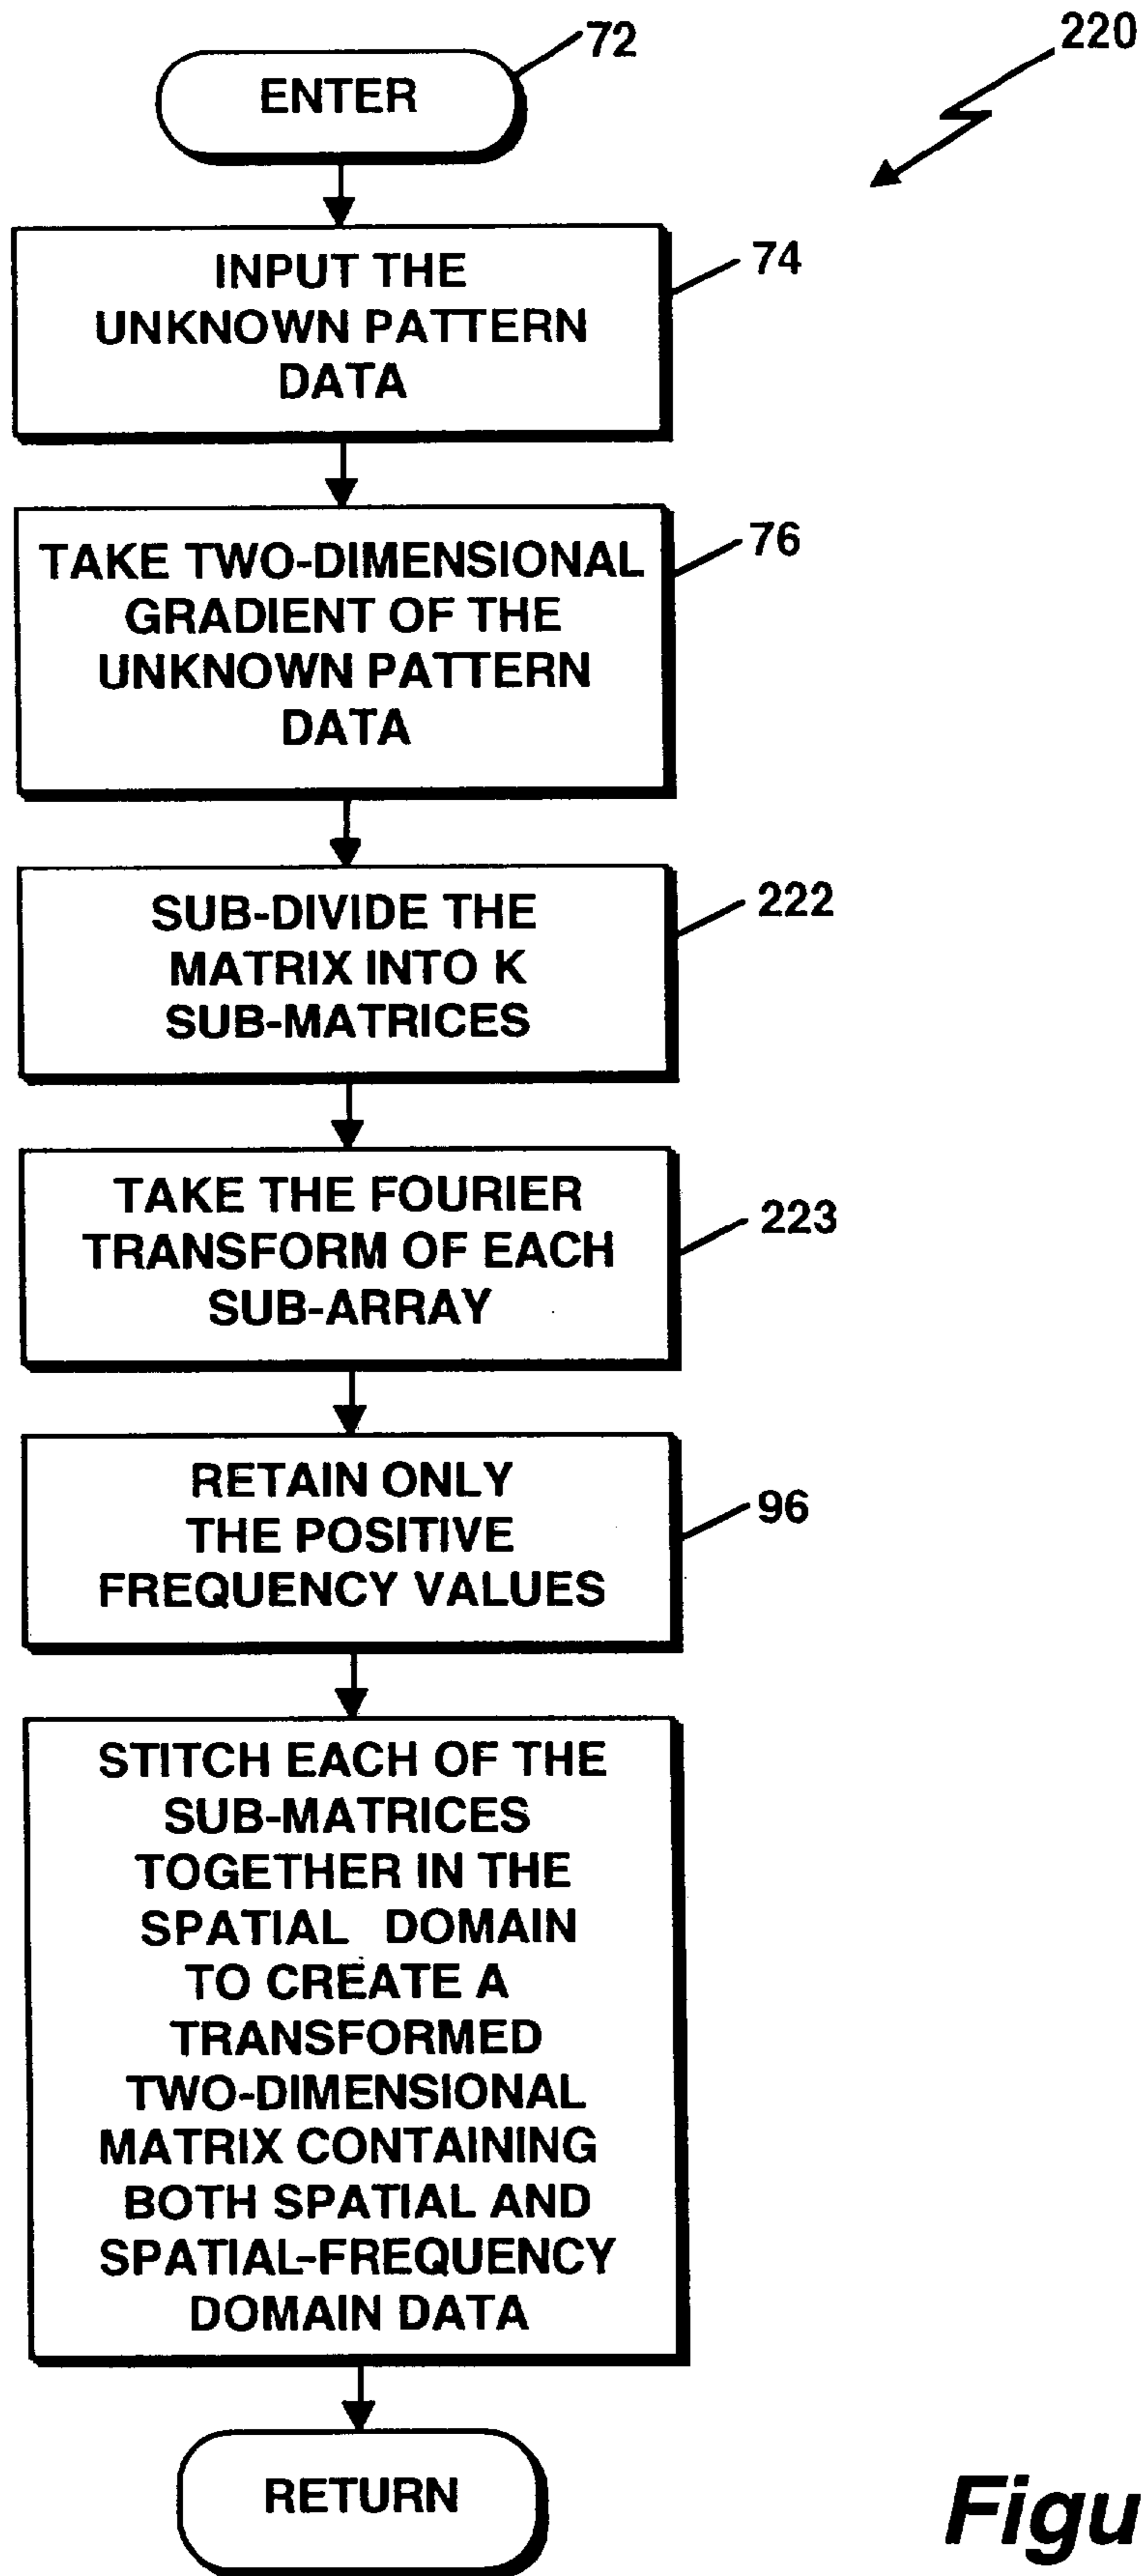 72
220
ENTER
74
INPUT THE
UNKNOWN PATTERN
DATA
76
TAKE TWO-DIMENSIONAL
GRADIENT OF THE
UNKNOWN PATTERN
DATA
222
SUB-DIVIDE THE
MATRIX INTO K
SUB-MATRICES
223
TAKE THE FOURIER
TRANSFORM OF EACH
SUB-ARRAY
96
RETAIN ONLY
THE POSITIVE
FREQUENCY VALUES
STITCH EACH OF THE
SUB-MATRICES
TOGETHER IN THE
SPATIAL DOMAIN
TO CREATE A
TRANSFORMED
TWO-DIMENSIONAL
MATRIX CONTAINING
BOTH SPATIAL AND
SPATIAL-FREQUENCY
DOMAIN DATA
RETURN
Figu